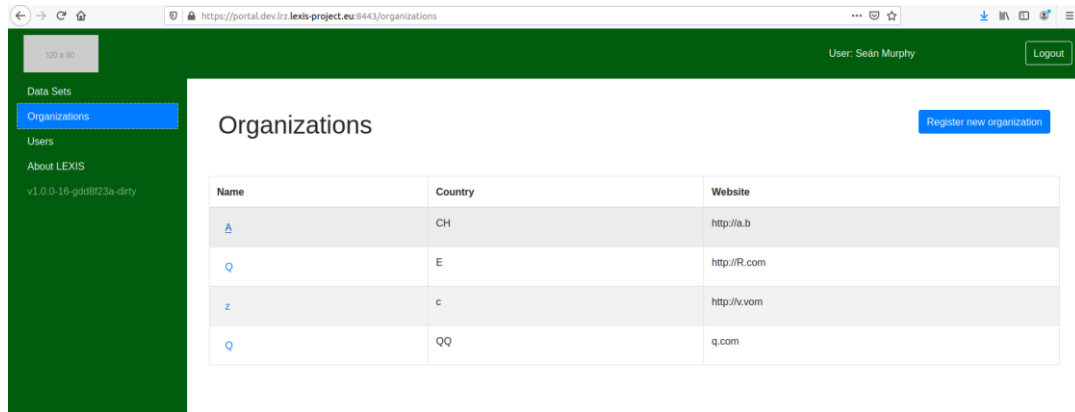 https://portal.dev.lrz.lexis-project.eu:8443/organizations
120 x 60
User: Seán Murphy
Logout
Data Sets
Organizations
Users
About LEXIS
v1.0.0-16-gdd8f23a-dirty
Organizations
Register new organization
Name Country Website
A CH http://a.b
Q E http://R.com
z c http://v.vom
Q QQ q.com